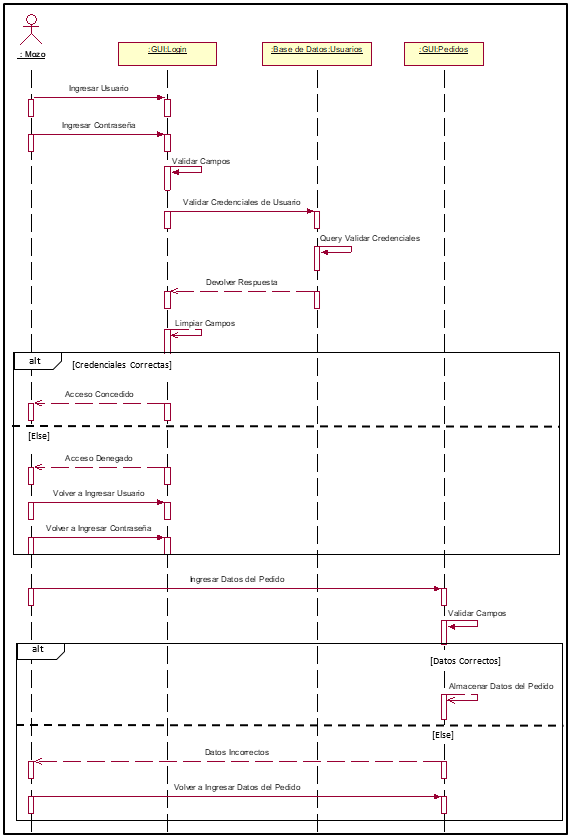 : Mozo
:GUI:Login
:Base de Datos:Usuarios
:GUI:Pedidos
Ingresar Usuario
Ingresar Contraseña
Validar Campos
Validar Credenciales de Usuario
Query Validar Credenciales
Devolver Respuesta
Limpiar Campos
alt
[Credenciales Correctas]
Acceso Concedido
[Else]
Acceso Denegado
Volver a Ingresar Usuario
Volver a Ingresar Contraseña
Ingresar Datos del Pedido
Validar Campos
alt
[Datos Correctos]
Almacenar Datos del Pedido
[Else]
Datos Incorrectos
Volver a Ingresar Datos del Pedido